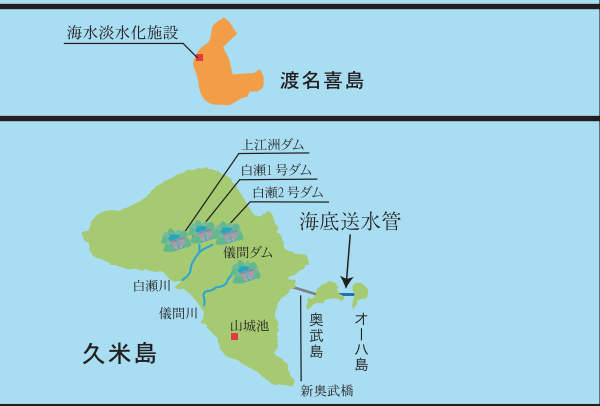 海水淡水化施設
渡名喜島
上江洲ダム
白瀬1号ダム
白瀬2号ダム
海底送水管
儀間ダム
白瀬川
儀間川
山城池
久米島
奥武島
オーハ島
新奥武橋